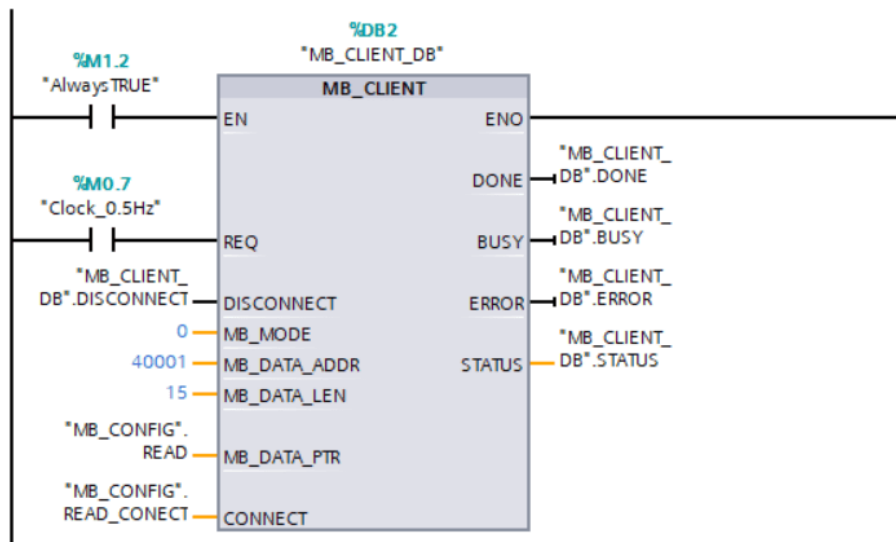 %DB2
"MB_CLIENT_DB"
%M1.2
"AlwaysTRUE"
MB_CLIENT
EN
ENO
"MB_CLIENT_
DB".DONE
DONE
%M0.7
"Clock_0.5Hz"
"MB_CLIENT_
DB".BUSY
REQ
BUSY
"MB_CLIENT_
DB".DISCONNECT
DISCONNECT
"MB_CLIENT_
DB".ERROR
ERROR
0
MB_MODE
"MB_CLIENT_
DB".STATUS
40001
MB_DATA_ADDR
STATUS
15
MB_DATA_LEN
"MB_CONFIG".
READ
MB_DATA_PTR
"MB_CONFIG".
READ_CONECT
CONNECT